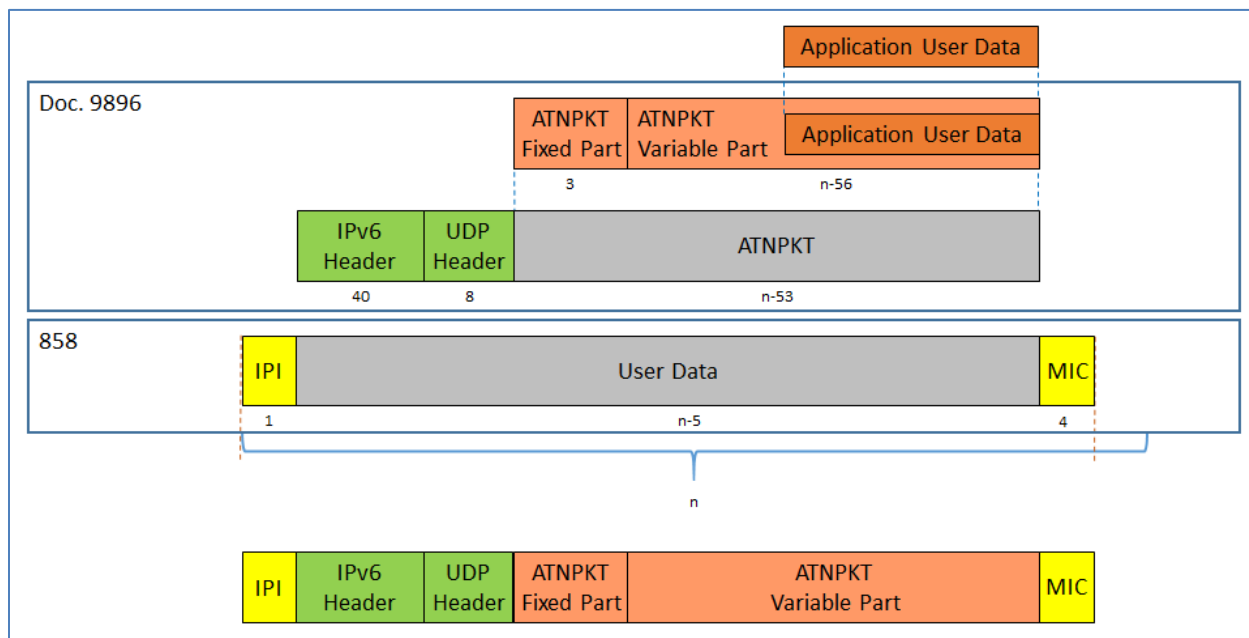 Application User Data
Doc. 9896
ATNPKT
Fixed Part
ATNPKT
Variable Part
Application User Data
3
n-56
IPv6
Header
UDP
Header
ATNPKT
40
8
n-53
858
IPI
User Data
MIC
1
n-5
4
n
IPI
IPv6
Header
UDP
Header
ATNPKT
Fixed Part
ATNPKT
Variable Part
MIC